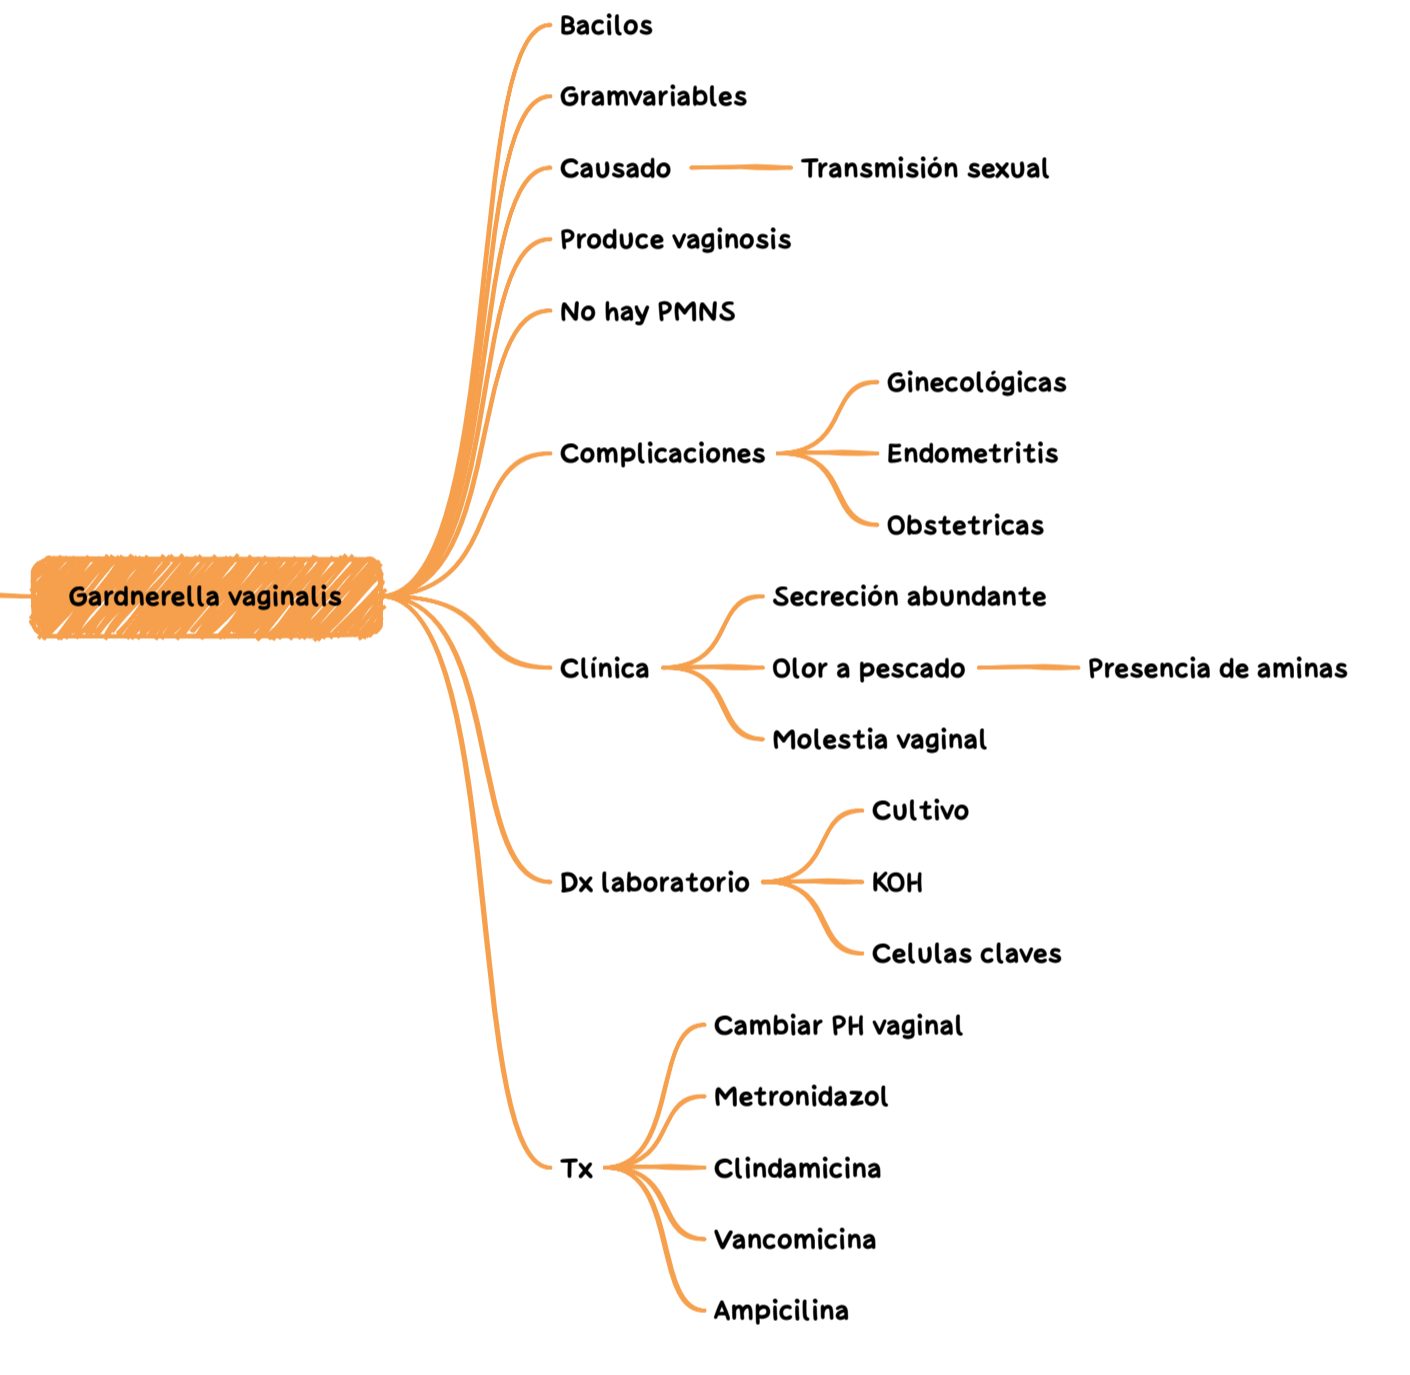 Gardnerella vaginalis
Bacilos
Gramvariables
Causado
Transmisión sexual
Produce vaginosis
No hay PMNS
Complicaciones
Ginecológicas
Endometritis
Obstetricas
Clínica
Secreción abundante
Olor a pescado
Presencia de aminas
Molestia vaginal
Dx laboratorio
Cultivo
KOH
Celulas claves
Tx
Cambiar PH vaginal
Metronidazol
Clindamicina
Vancomicina
Ampicilina